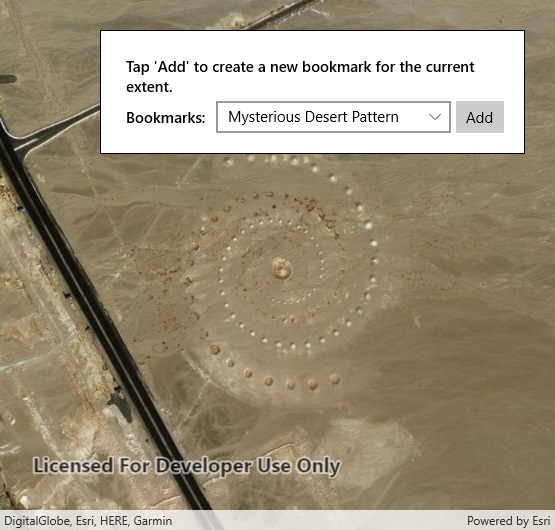 Tap 'Add' to create a new bookmark for the current
extent.
Bookmarks: Mysterious Desert Pattern Add
Licensed For Developer Use Only
DigitalGlobe, Esri, HERE, Garmin Powered by Esri